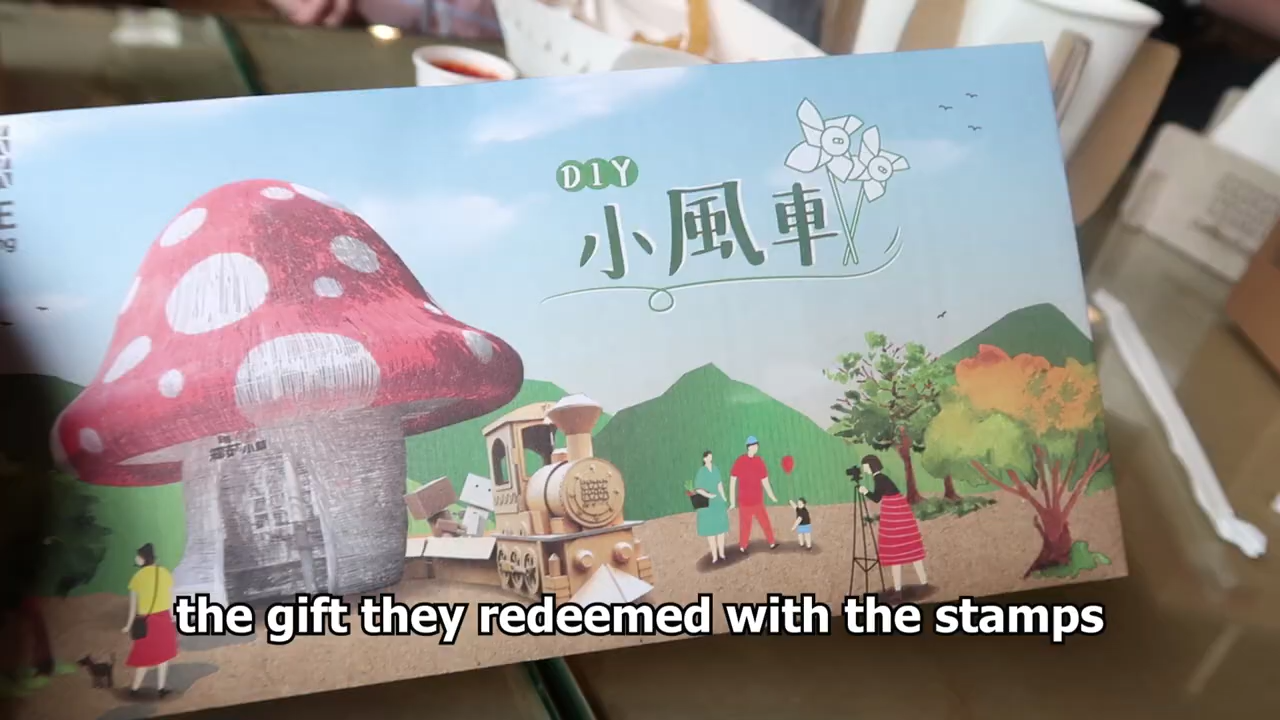 DIY
小風車
the gift they redeemed with the stamps